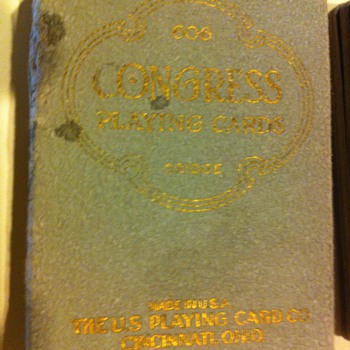 606
CONGRESS
PLAYING CARDS
BRIDGE
MADE IN U.S.A.
THE U.S. PLAYING CARD CO.
CINCINNATI, OHIO.